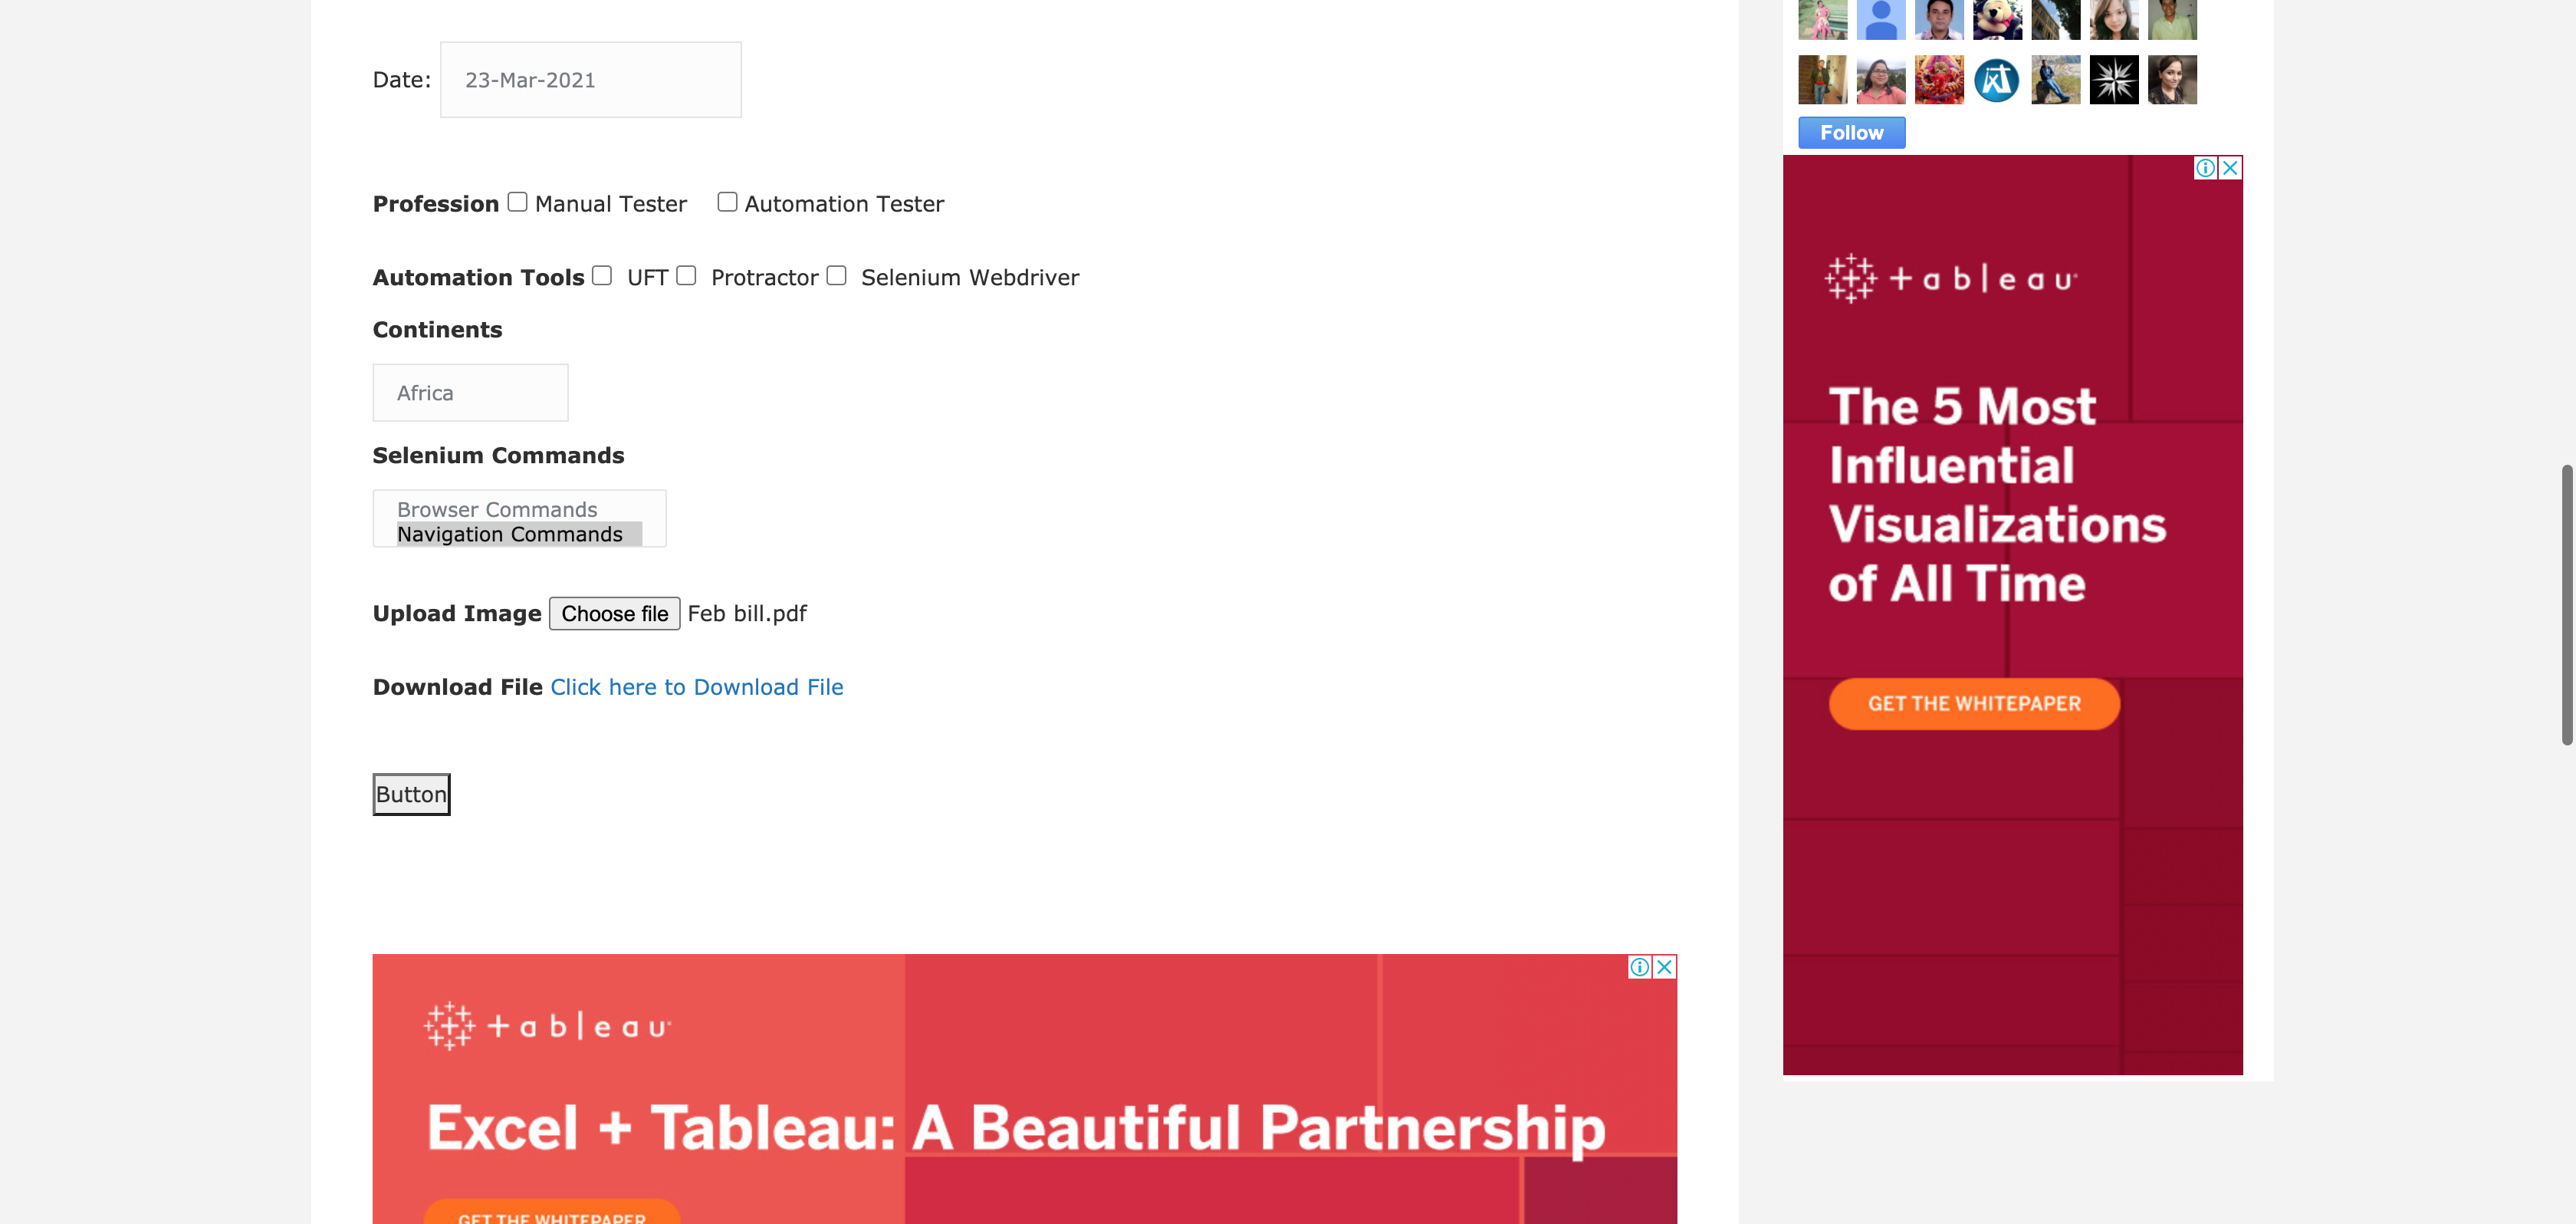 Date: 23-Mar-2021
Profession Manual Tester Automation Tester
Automation Tools UFT Protractor Selenium Webdriver
Continents
Africa
Selenium Commands
Browser Commands
Navigation Commands
Upload Image Choose file Feb bill.pdf
Download File Click here to Download File
Button
+ableau
Excel + Tableau: A Beautiful Partnership
GET THE WHITEPAPER
Follow
+ableau
The 5 Most
Influential
Visualizations
of All Time
GET THE WHITEPAPER